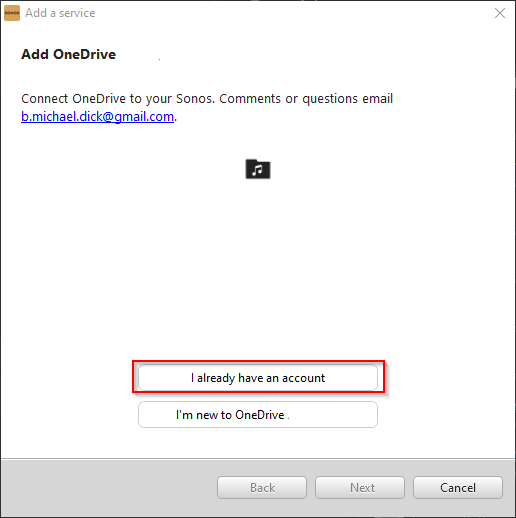 SONOS
Add a service
Add OneDrive
Connect OneDrive to your Sonos. Comments or questions email
b.michael.dick@gmail.com.
I already have an account
I'm new to OneDrive .
Back Next Cancel